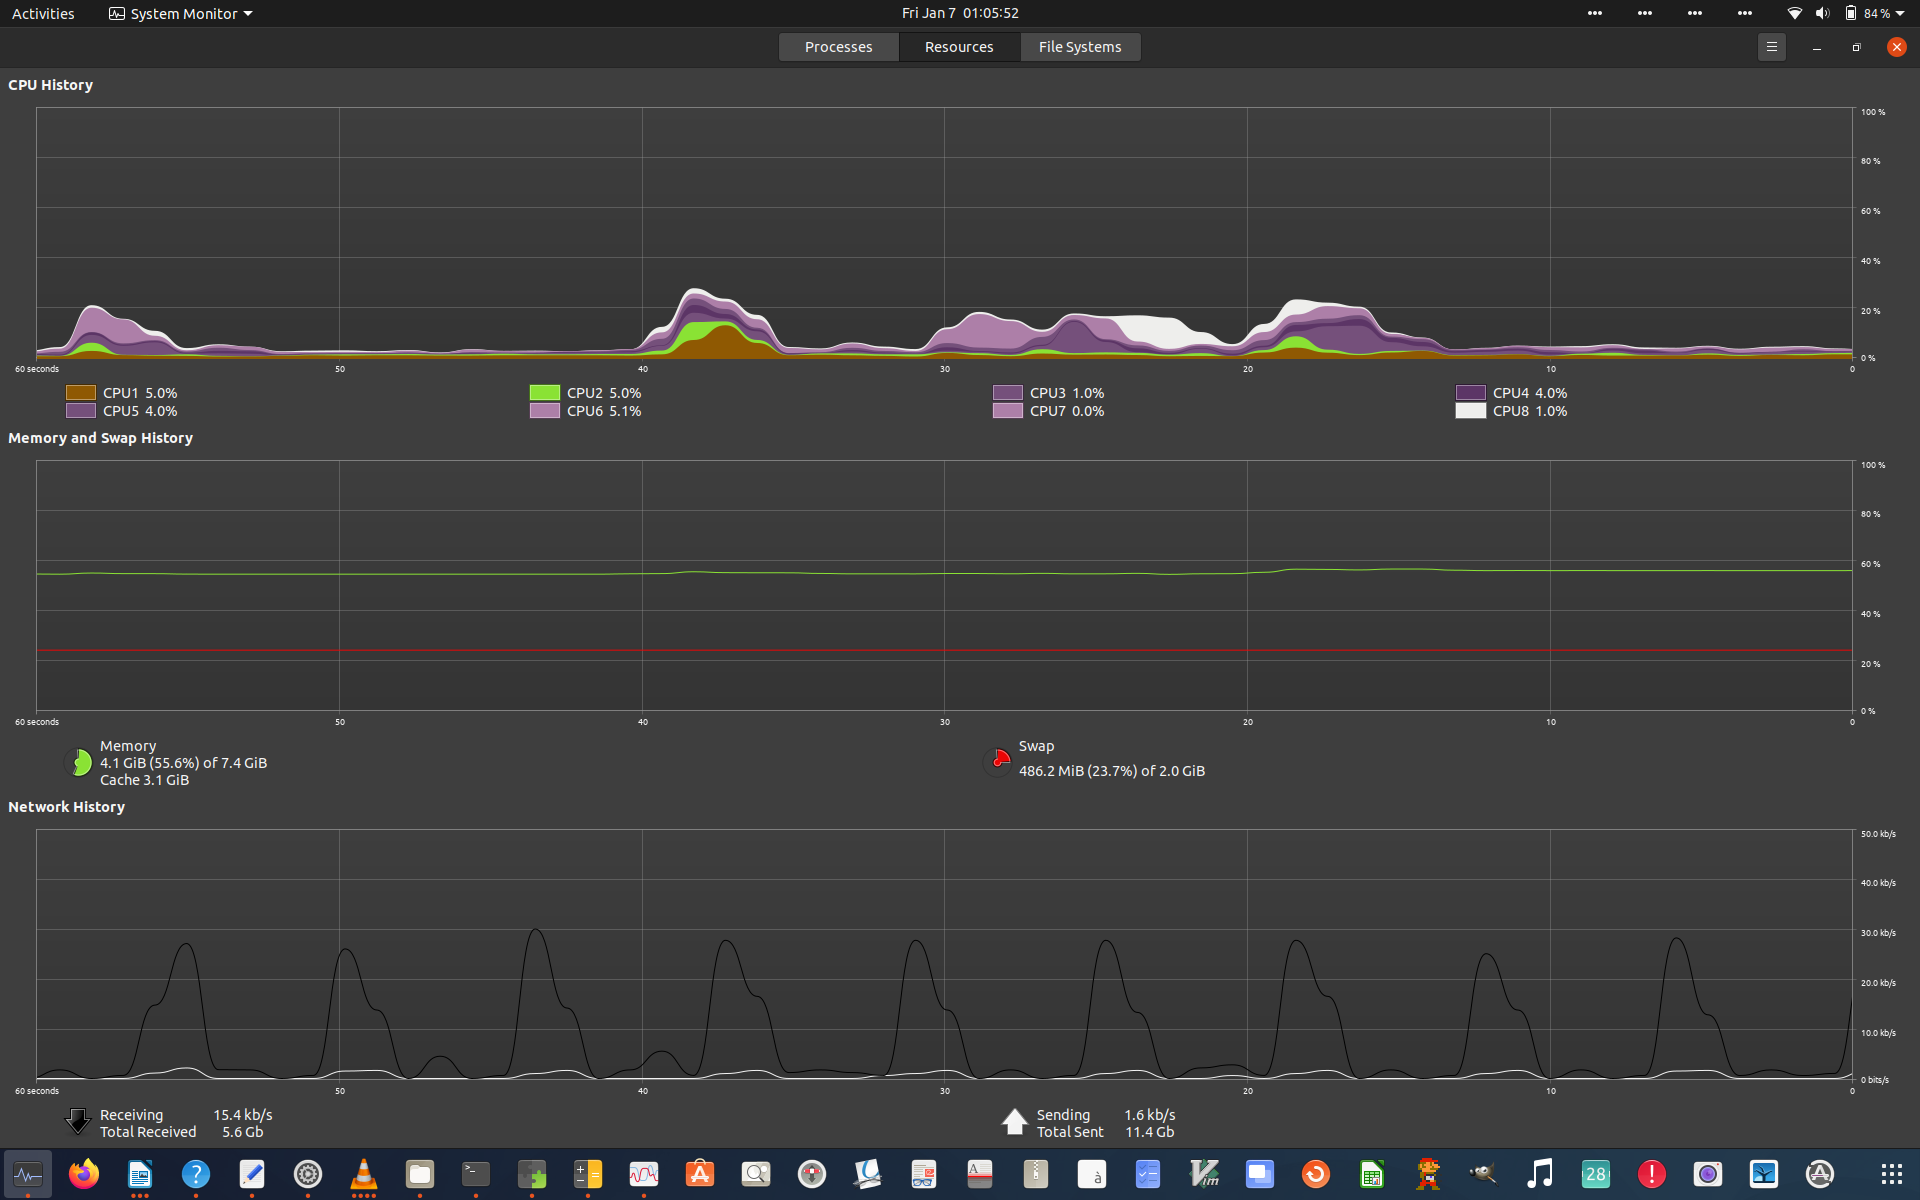 Activities System Monitor Fri Jan 7 01:05:52 84 %
Processes Resources File Systems
CPU History
100 %
80 %
60 %
40 %
20 %
0 %
60 seconds 50 40 30 20 10 0
CPU1 5.0% CPU2 5.0% CPU3 1.0% CPU4 4.0%
CPU5 4.0% CPU6 5.1% CPU7 0.0% CPU8 1.0%
Memory and Swap History
100 %
80 %
60 %
40 %
20 %
0 %
60 seconds 50 40 30 20 10 0
Memory
4.1 GiB (55.6%) of 7.4 GiB
Cache 3.1 GiB
Swap
486.2 MiB (23.7%) of 2.0 GiB
Network History
50.0 kb/s
40.0 kb/s
30.0 kb/s
20.0 kb/s
10.0 kb/s
0 bits/s
60 seconds 50 40 30 20 10 0
Receiving 15.4 kb/s
Total Received 5.6 Gb
Sending 1.6 kb/s
Total Sent 11.4 Gb
? >_ A A à Vim 28 !